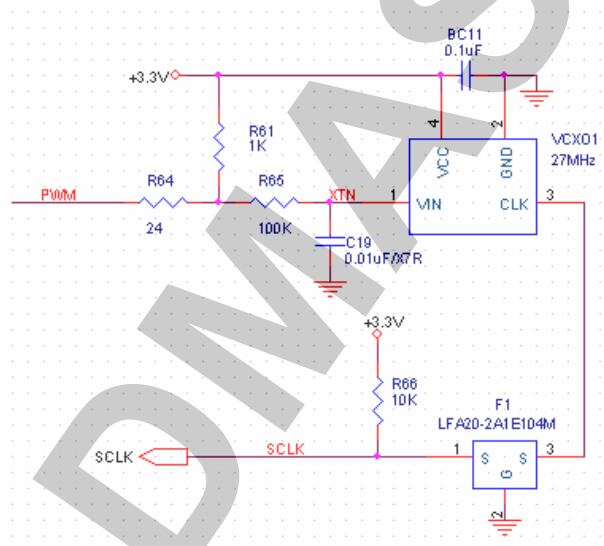 BC11
0.1uF
+3.3V
R61
1K
4
2
VCC
GND
VCXO1
27MHz
PWM
R64
24
R65
100K
XTN
1
VIN
CLK
3
C19
0.01uF/X7R
+3.3V
R66
10K
F1
LFA20-2A1E104M
SCLK
SCLK
1
S
S
3
G
2
DMAS